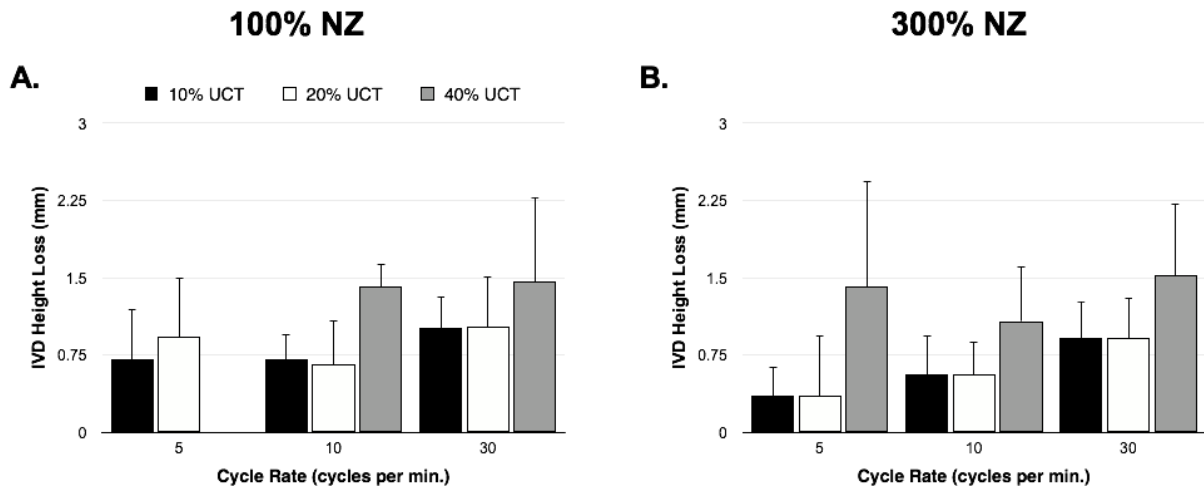 100% NZ
300% NZ
A.
10% UCT 20% UCT 40% UCT
3
2.25
1.5
0.75
0
IVD Height Loss (mm)
5 10 30
Cycle Rate (cycles per min.)
B.
3
2.25
1.5
0.75
0
IVD Height Loss (mm)
5 10 30
Cycle Rate (cycles per min.)